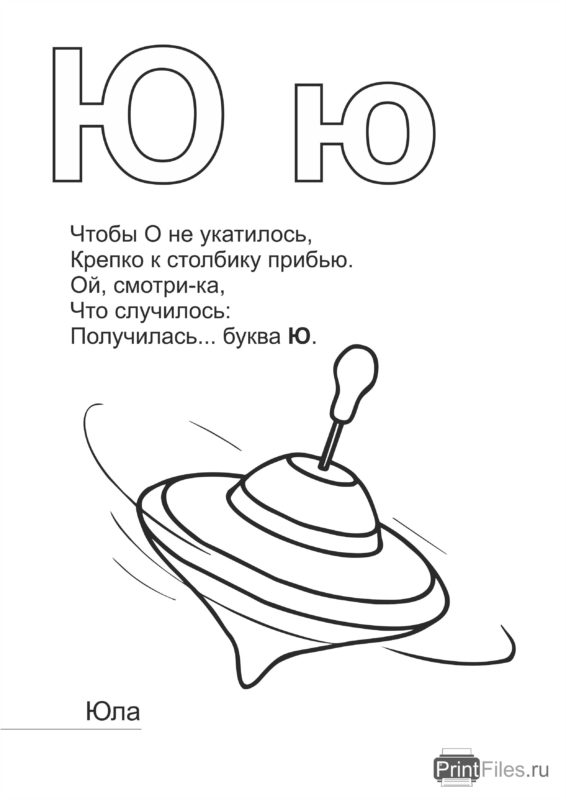 Ю ю
Чтобы О не укатилось,
Крепко к столбику прибью.
Ой, смотри-ка,
Что случилось:
Получилась... буква Ю.
Юла
PrintFiles.ru